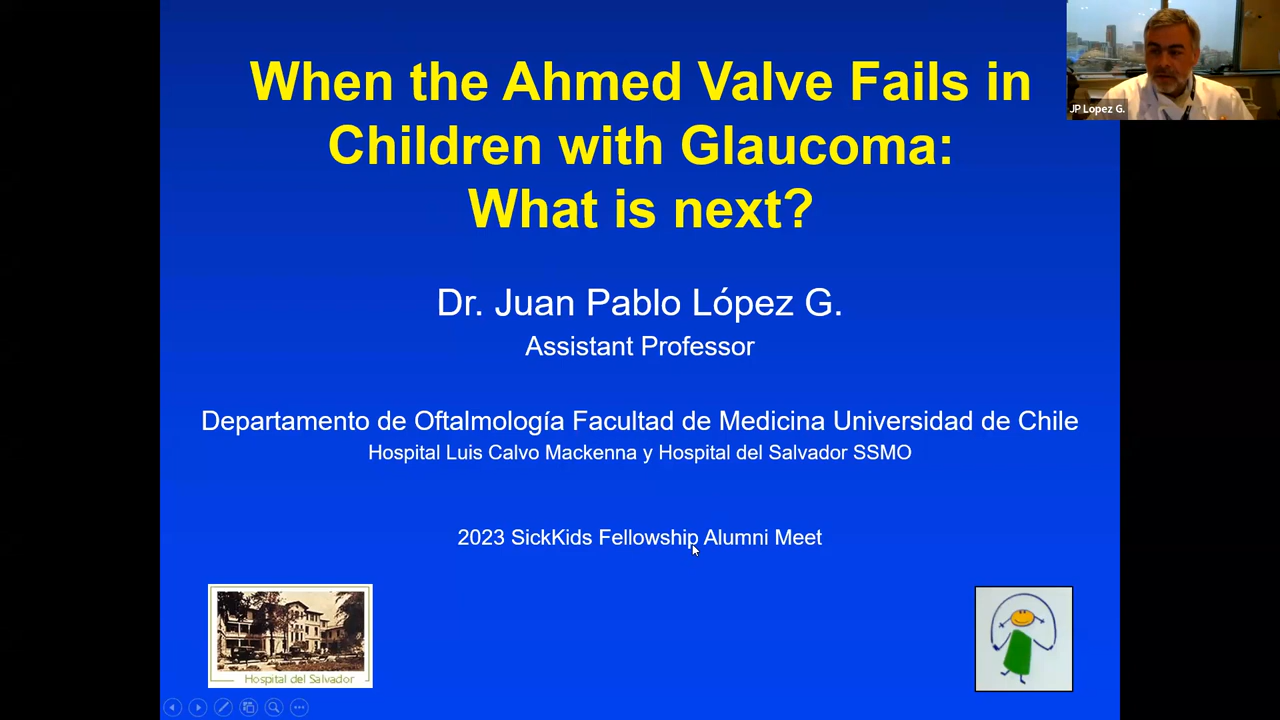 When the Ahmed Valve Fails in
Children with Glaucoma:
What is next?
JP Lopez G.
Dr. Juan Pablo López G.
Assistant Professor
Departamento de Oftalmología Facultad de Medicina Universidad de Chile
Hospital Luis Calvo Mackenna y Hospital del Salvador SSMO
2023 SickKids Fellowship Alumni Meet
Hospital del Salvador